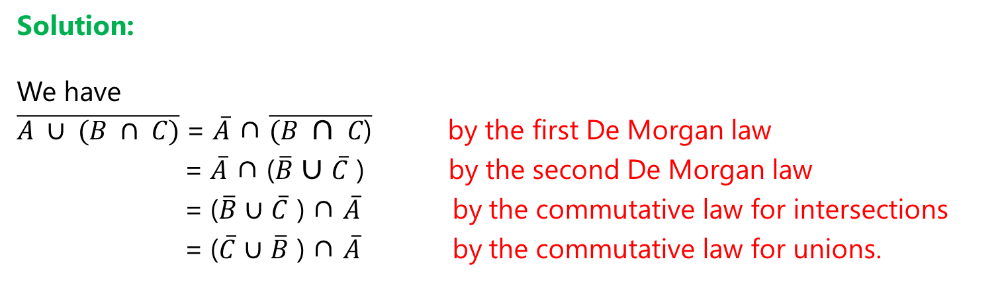 Solution:
We have
$\overline{A \cup (B \cap C)} = \bar{A} \cap \overline{(B \cap C)}$ by the first De Morgan law
$= \bar{A} \cap (\bar{B} \cup \bar{C})$ by the second De Morgan law
$= (\bar{B} \cup \bar{C}) \cap \bar{A}$ by the commutative law for intersections
$= (\bar{C} \cup \bar{B}) \cap \bar{A}$ by the commutative law for unions.